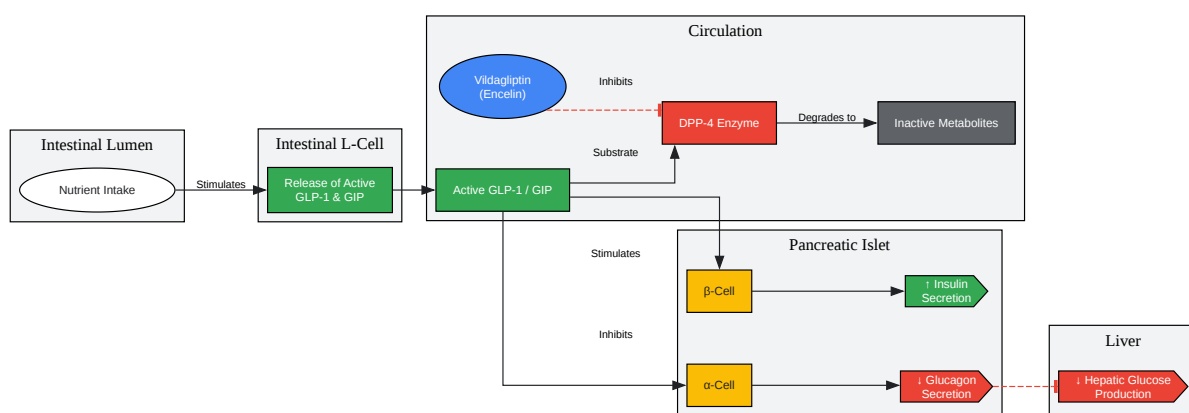 Circulation
Vildagliptin
(Encelin)
Inhibits
DPP-4 Enzyme
Degrades to
Inactive Metabolites
Intestinal Lumen
Nutrient Intake
Stimulates
Intestinal L-Cell
Release of Active
GLP-1 & GIP
Substrate
Active GLP-1 / GIP
Stimulates
Pancreatic Islet
β-Cell
↑ Insulin
Secretion
Inhibits
α-Cell
↓ Glucagon
Secretion
Liver
↓ Hepatic Glucose
Production